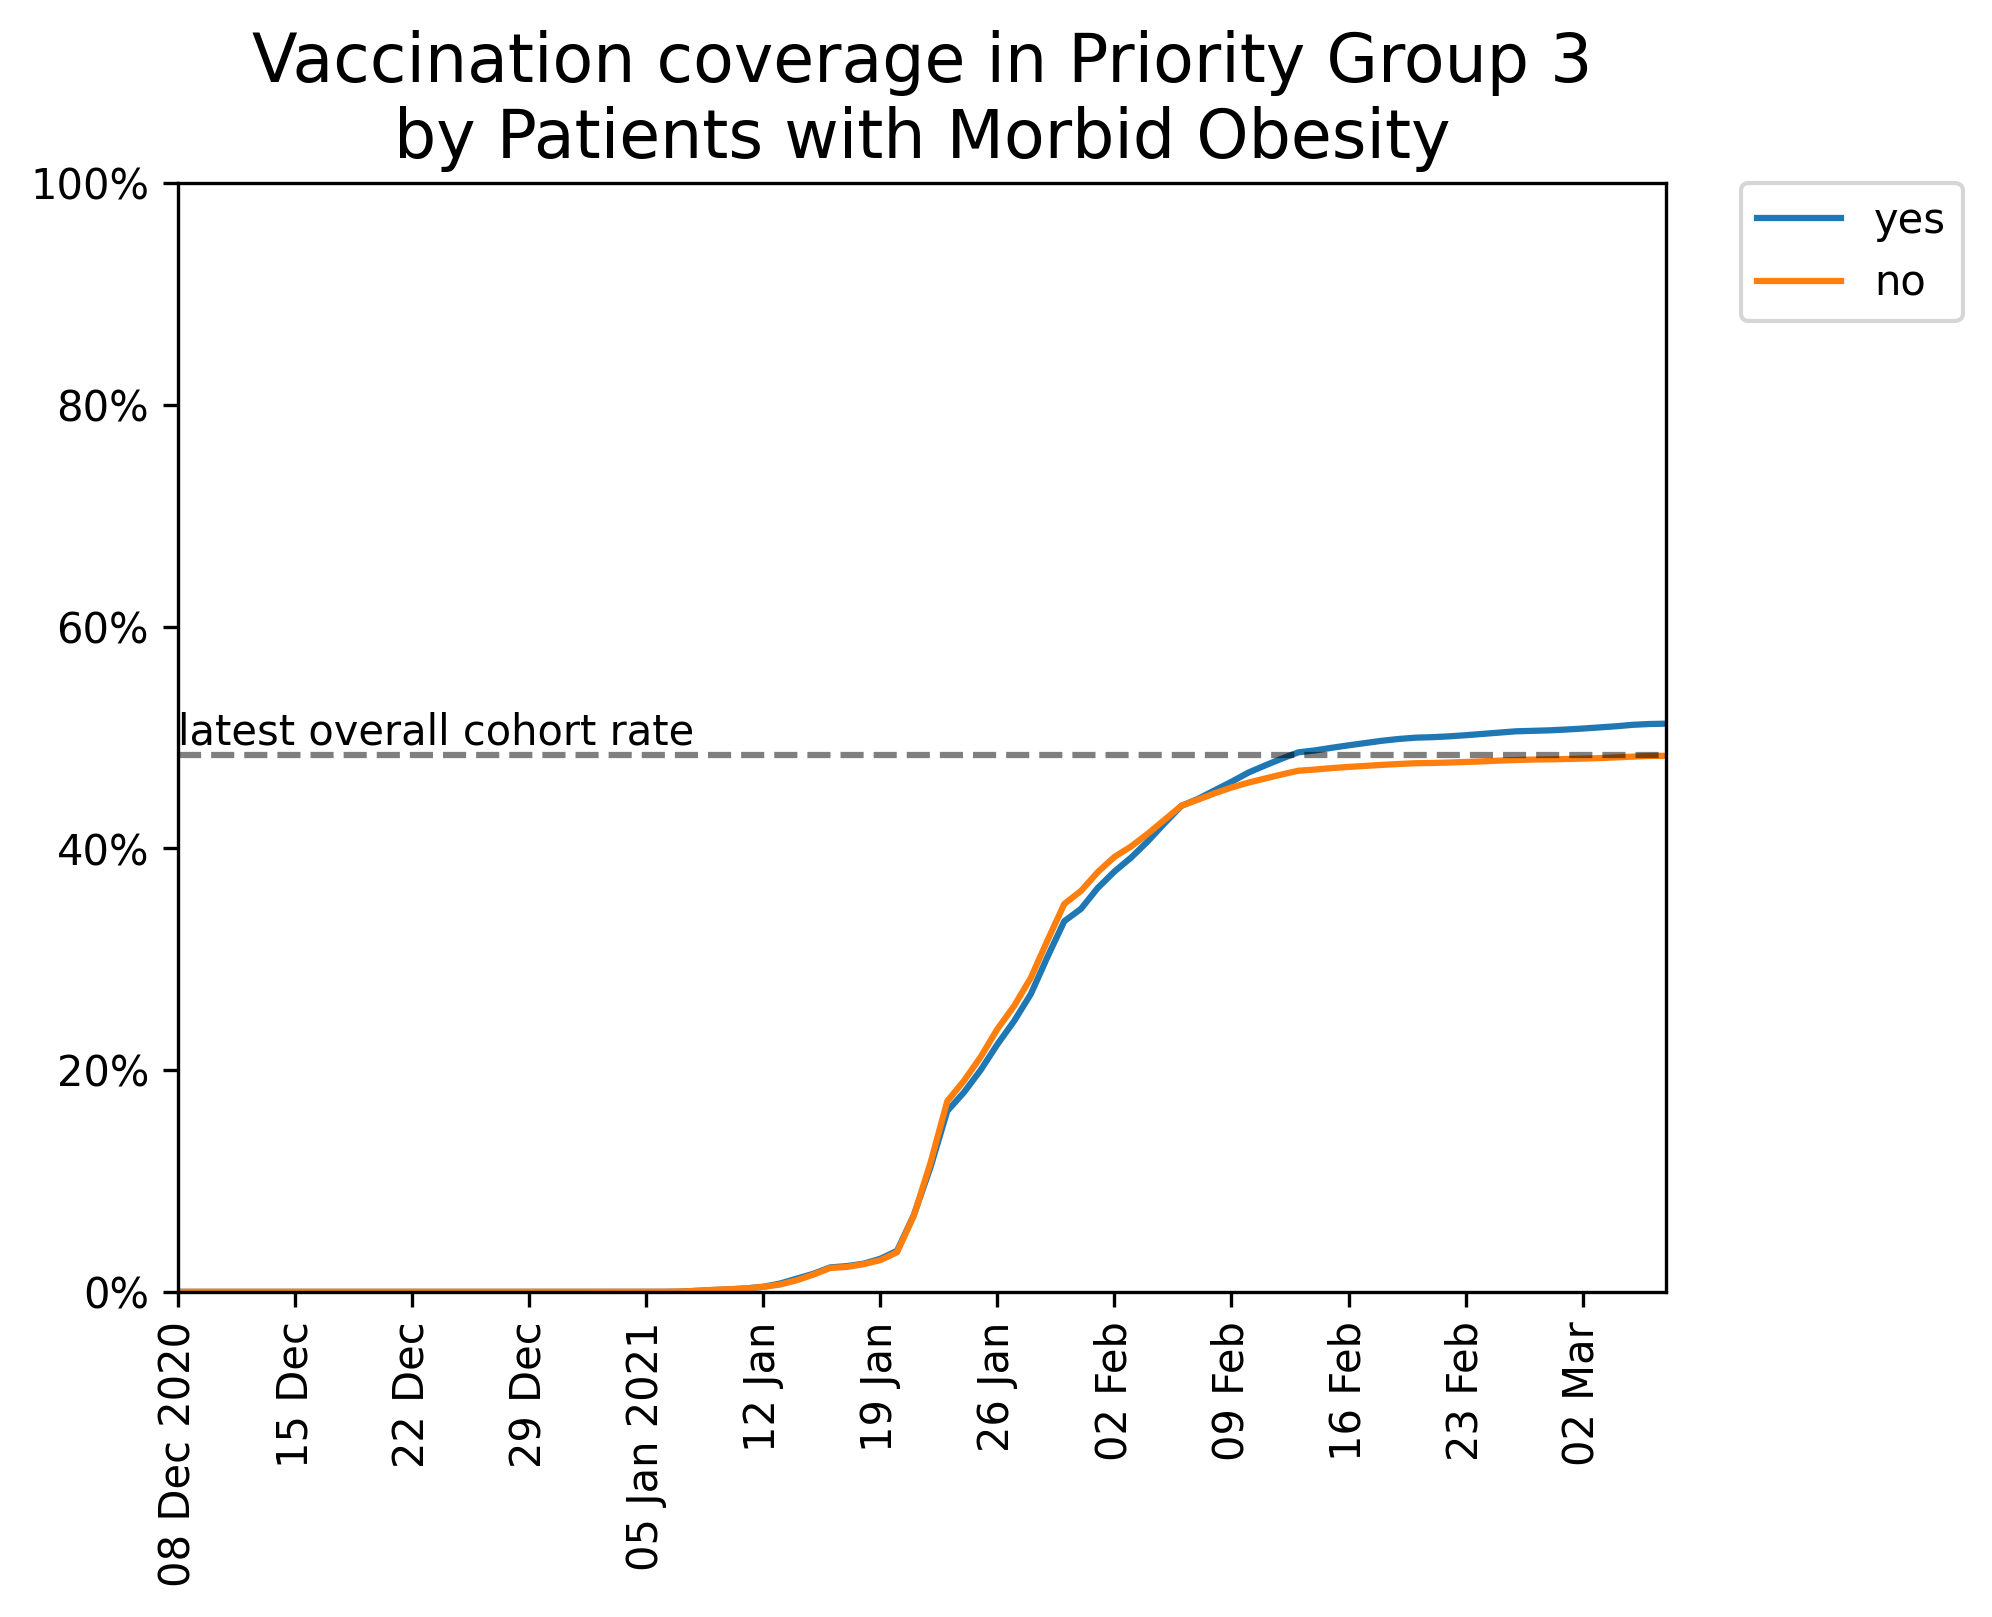 Vaccination coverage in Priority Group 3
by Patients with Morbid Obesity
100%
80%
60%
40%
20%
0%
latest overall cohort rate
yes
no
08 Dec 2020
15 Dec
22 Dec
29 Dec
05 Jan 2021
12 Jan
19 Jan
26 Jan
02 Feb
09 Feb
16 Feb
23 Feb
02 Mar